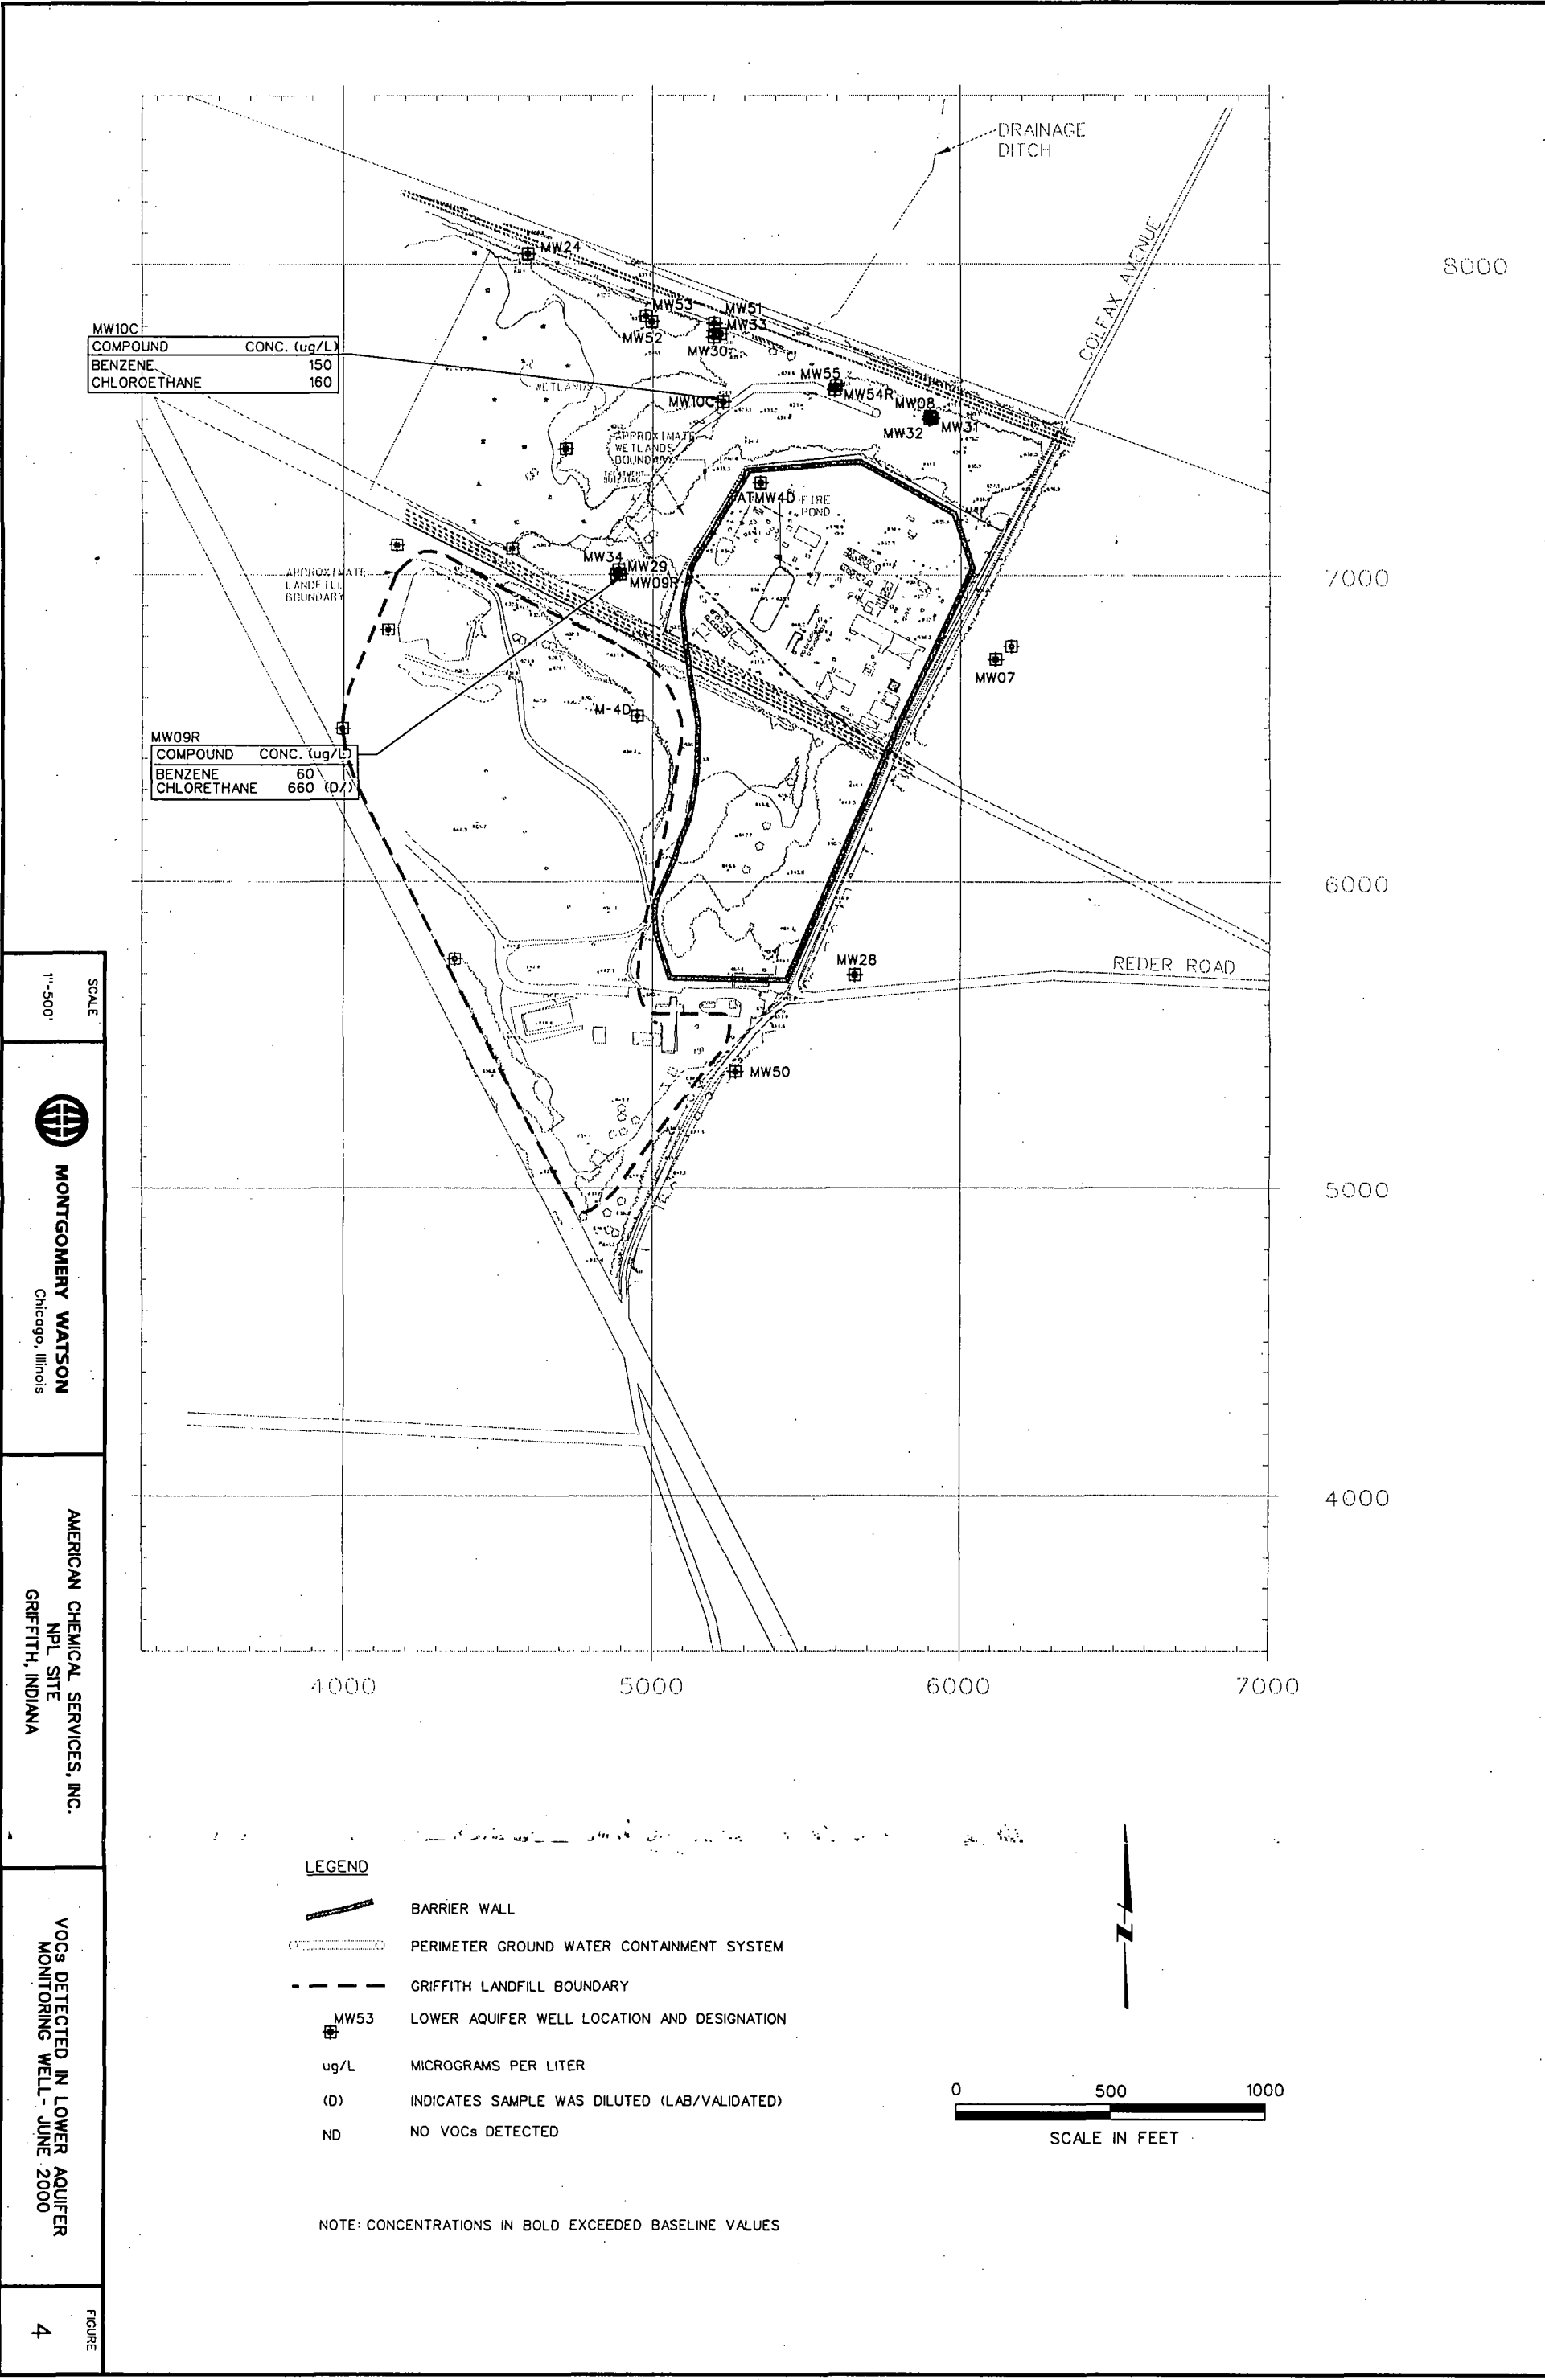 DRAINAGE
DITCH
COLFAX AVENUE
8000
MW24
MW53
MW51
MW33
MW52
MW30
MW10C
COMPOUND CONC. (ug/L)
BENZENE 150
CHLOROETHANE 160
WETLANDS
MW55
MW54R
MW10C
MW08
MW31
MW32
APPROXIMATE
WETLANDS
BOUNDARY
TREATMENT
BUILDING
ATMW4D
FIRE
POND
MW34
MW29
MW09R
APPROXIMATE
LANDFILL
BOUNDARY
7000
MW07
M-4D
MW09R
COMPOUND CONC. (ug/L)
BENZENE 60
CHLORETHANE 660 (D/)
6000
MW28
REDER ROAD
MW50
5000
4000
4000 5000 6000 7000
LEGEND
BARRIER WALL
PERIMETER GROUND WATER CONTAINMENT SYSTEM
GRIFFITH LANDFILL BOUNDARY
MW53 LOWER AQUIFER WELL LOCATION AND DESIGNATION
ug/L MICROGRAMS PER LITER
(D) INDICATES SAMPLE WAS DILUTED (LAB/VALIDATED)
ND NO VOCs DETECTED
NOTE: CONCENTRATIONS IN BOLD EXCEEDED BASELINE VALUES
N
0 500 1000
SCALE IN FEET
SCALE
1"-500'
MONTGOMERY WATSON
Chicago, Illinois
AMERICAN CHEMICAL SERVICES, INC.
NPL SITE
GRIFFITH, INDIANA
VOCs DETECTED IN LOWER AQUIFER
MONITORING WELL- JUNE 2000
FIGURE
4